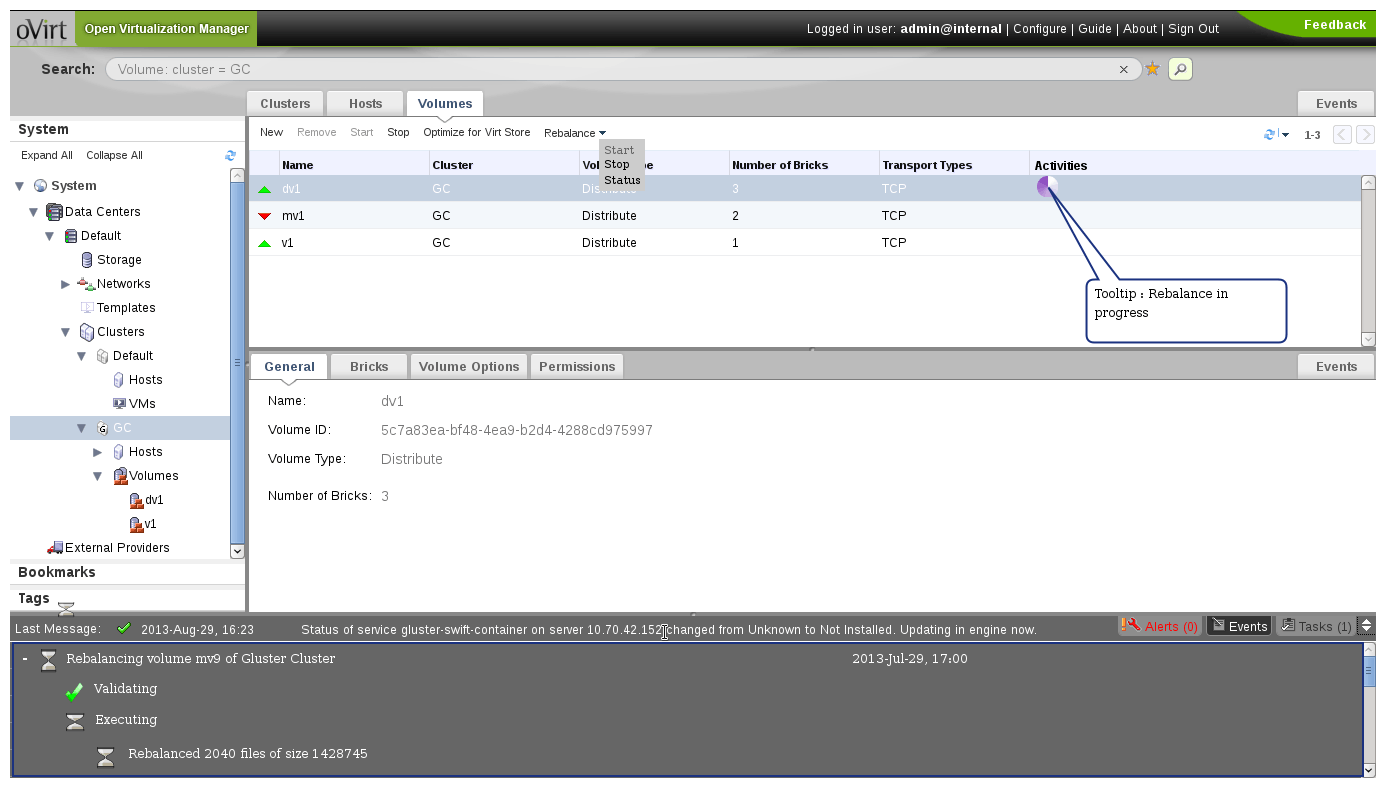 oVirt Open Virtualization Manager Logged in user: admin@internal | Configure | Guide | About | Sign Out Feedback
Search: Volume: cluster = GC
Clusters Hosts Volumes Events
System
New Remove Start Stop Optimize for Virt Store Rebalance 1-3
Start
Stop
Status
Expand All Collapse All
Name Cluster Number of Bricks Transport Types Activities
dv1 GC Distribute 3 TCP
mv1 GC Distribute 2 TCP
v1 GC Distribute 1 TCP
Tooltip : Rebalance in
progress
System
Data Centers
Default
Storage
Networks
Templates
Clusters
Default
Hosts
VMs
GC
Hosts
Volumes
dv1
v1
External Providers
Bookmarks
Tags
General Bricks Volume Options Permissions Events
Name: dv1
Volume ID: 5c7a83ea-bf48-4ea9-b2d4-4288cd975997
Volume Type: Distribute
Number of Bricks: 3
Last Message: 2013-Aug-29, 16:23 Status of service gluster-swift-container on server 10.70.42.152 changed from Unknown to Not Installed. Updating in engine now. Alerts (0) Events Tasks (1)
- Rebalancing volume mv9 of Gluster Cluster 2013-Jul-29, 17:00
Validating
Executing
Rebalanced 2040 files of size 1428745